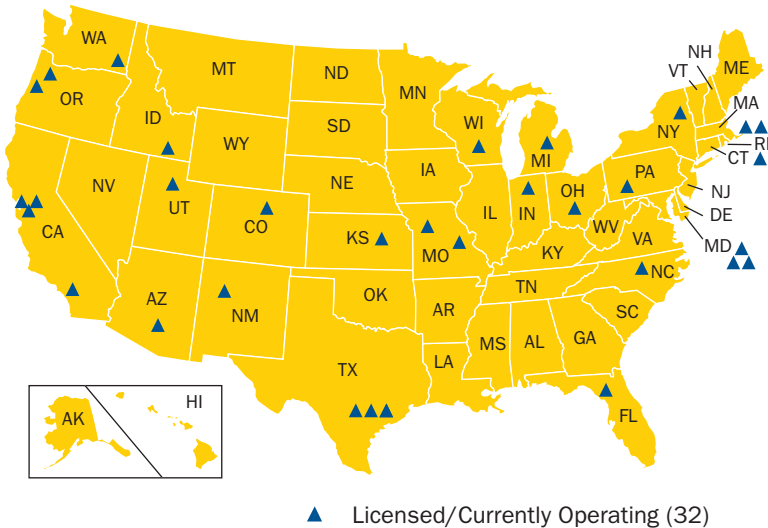 WA
MT
ND
MN
VT
NH
ME
OR
ID
SD
WI
MI
NY
MA
RI
CT
WY
IA
NE
PA
NJ
NV
UT
CO
IL
IN
OH
DE
WV
VA
MD
CA
KS
MO
KY
NC
TN
AZ
NM
OK
AR
SC
MS
AL
GA
TX
LA
FL
AK
HI
Licensed/Currently Operating (32)